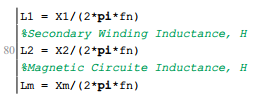 L1 = X1/(2*pi*fn)
%Secondary Winding Inductance, H
80 L2 = X2/(2*pi*fn)
%Magnetic Circuite Inductance, H
Lm = Xm/(2*pi*fn)